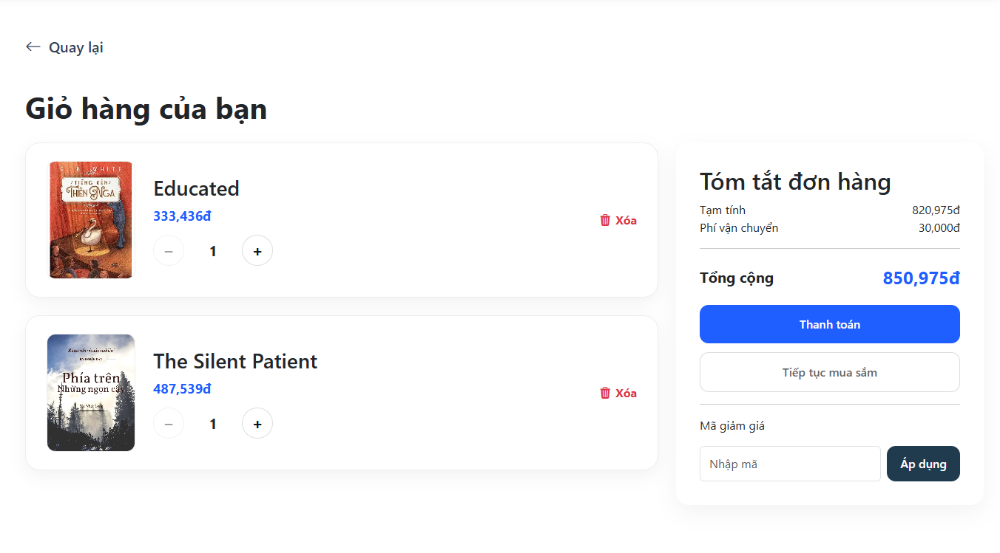 Quay lại
Giỏ hàng của bạn
E. B. WHITE
TIẾNG KÈN
THIÊN NGA
Educated
333,436đ
Xóa
− 1 +
Phía trên
Những ngọn cây
The Silent Patient
487,539đ
Xóa
− 1 +
Tóm tắt đơn hàng
Tạm tính 820,975đ
Phí vận chuyển 30,000đ
Tổng cộng 850,975đ
Thanh toán
Tiếp tục mua sắm
Mã giảm giá
Nhập mã
Áp dụng